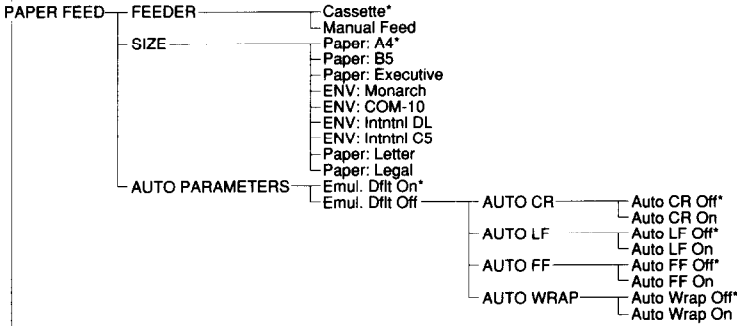 PAPER FEED FEEDER Cassette*
Manual Feed
SIZE Paper: A4*
Paper: B5
Paper: Executive
ENV: Monarch
ENV: COM-10
ENV: Intntnl DL
ENV: Intntnl C5
Paper: Letter
Paper: Legal
AUTO PARAMETERS Emul. Dflt On*
Emul. Dflt Off AUTO CR Auto CR Off*
Auto CR On
AUTO LF Auto LF Off*
Auto LF On
AUTO FF Auto FF Off*
Auto FF On
AUTO WRAP Auto Wrap Off*
Auto Wrap On